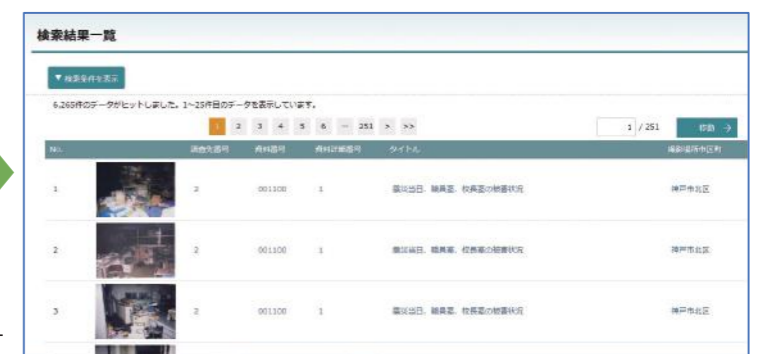 検索結果一覧
▼ 検索条件を表示
6,265件のデータがヒットしました。1~25件目のデータを表示しています。
1 2 3 4 5 6 … 251 > >>
1 / 251 移動 →
No. 調査先番号 資料番号 資料詳細番号 タイトル 撮影場所市区町
1 2 001100 1 震災当日、職員室、校長室の被害状況 神戸市北区
2 2 001100 1 震災当日、職員室、校長室の被害状況 神戸市北区
3 2 001100 1 震災当日、職員室、校長室の被害状況 神戸市北区